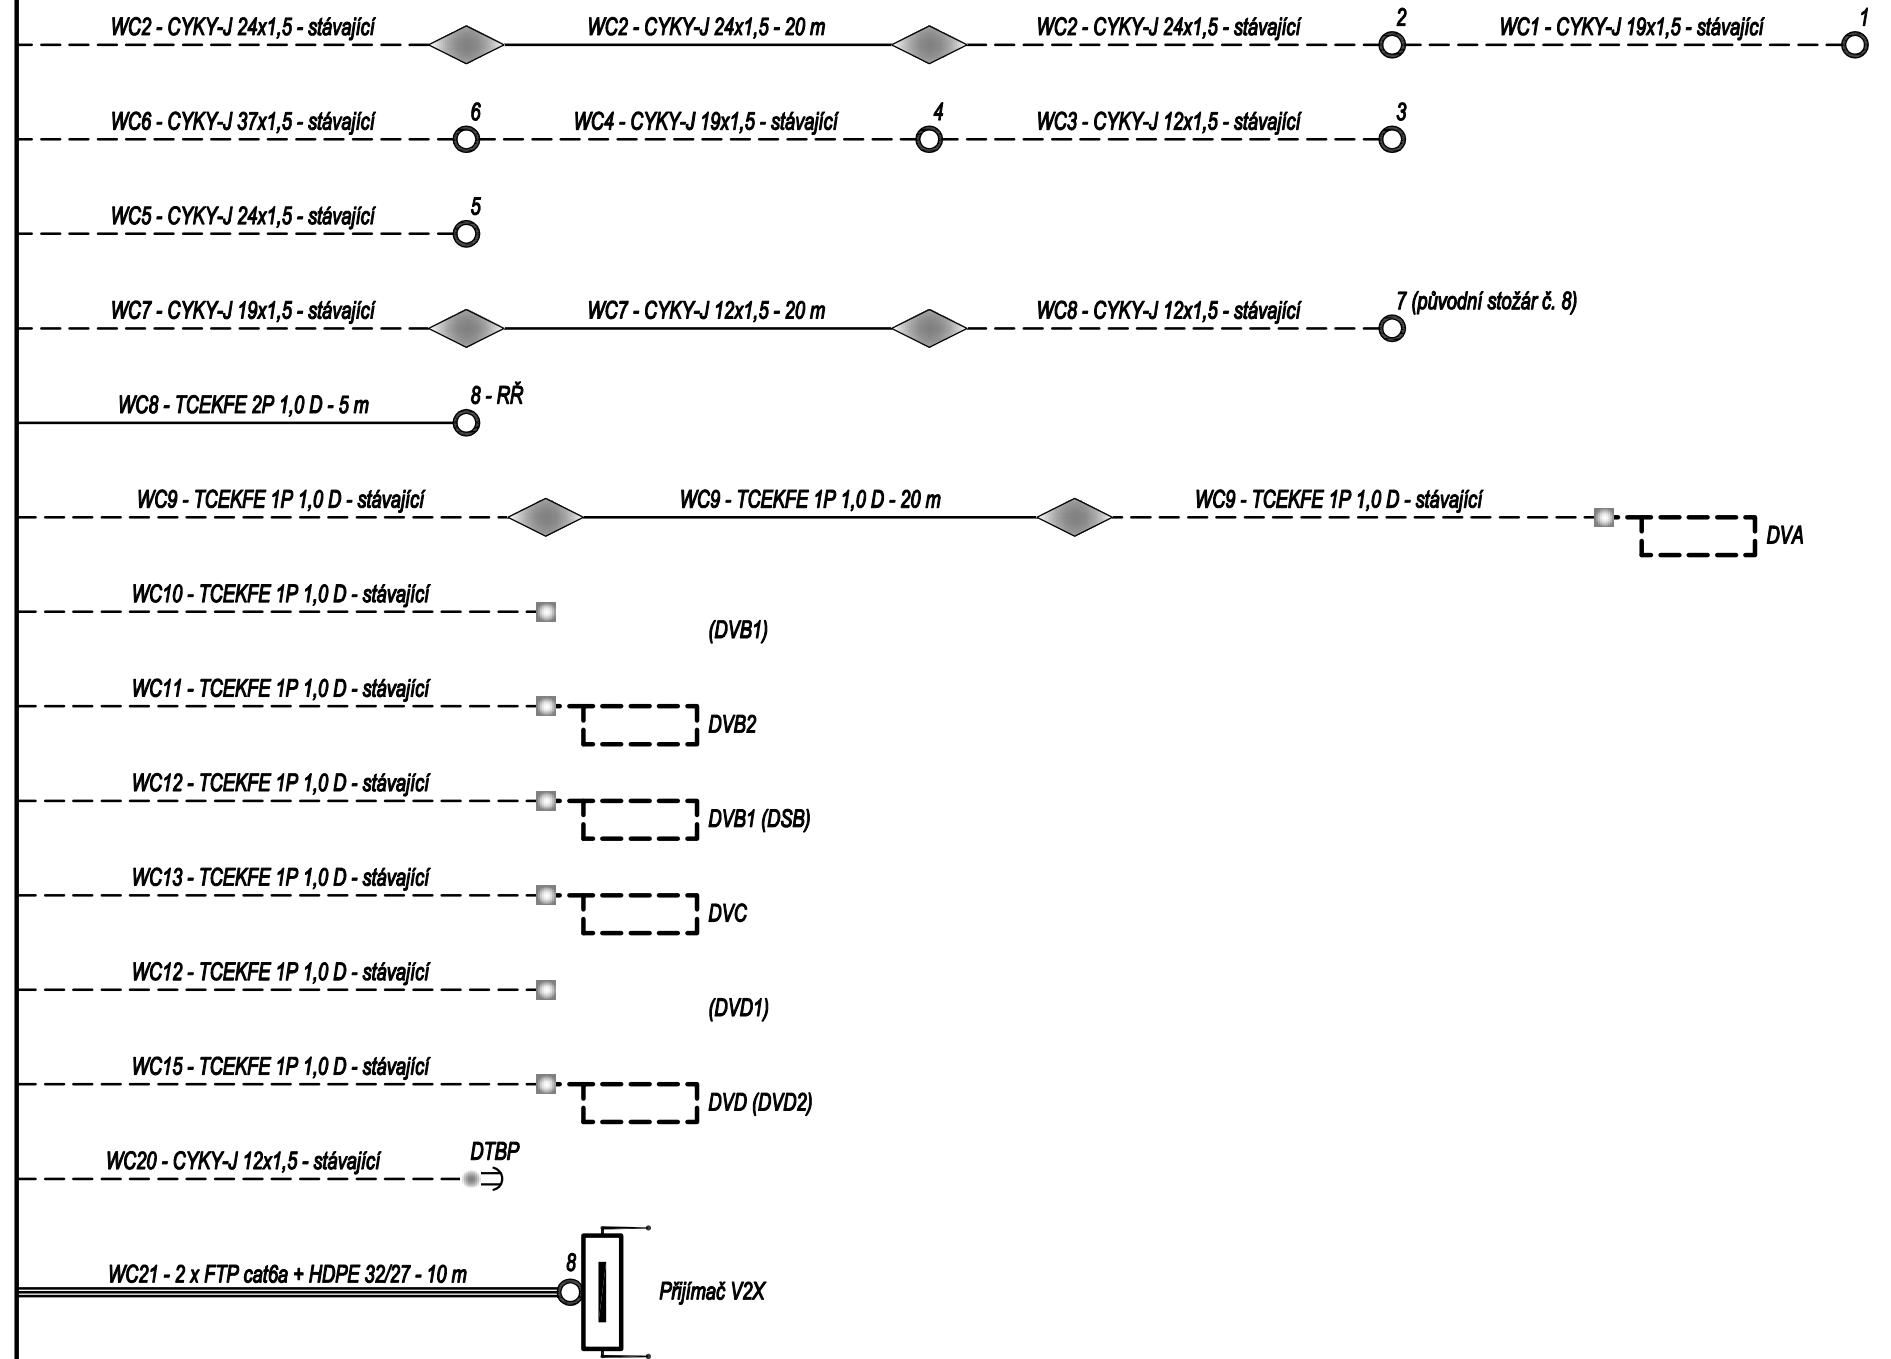 WC2 - CYKY-J 24x1,5 - stávající
WC2 - CYKY-J 24x1,5 - 20 m
WC2 - CYKY-J 24x1,5 - stávající
2
WC1 - CYKY-J 19x1,5 - stávající
1
WC6 - CYKY-J 37x1,5 - stávající
6
WC4 - CYKY-J 19x1,5 - stávající
4
WC3 - CYKY-J 12x1,5 - stávající
3
WC5 - CYKY-J 24x1,5 - stávající
5
WC7 - CYKY-J 19x1,5 - stávající
WC7 - CYKY-J 12x1,5 - 20 m
WC8 - CYKY-J 12x1,5 - stávající
7 (původní stožár č. 8)
WC8 - TCEKFE 2P 1,0 D - 5 m
8 - RŘ
WC9 - TCEKFE 1P 1,0 D - stávající
WC9 - TCEKFE 1P 1,0 D - 20 m
WC9 - TCEKFE 1P 1,0 D - stávající
DVA
WC10 - TCEKFE 1P 1,0 D - stávající
(DVB1)
WC11 - TCEKFE 1P 1,0 D - stávající
DVB2
WC12 - TCEKFE 1P 1,0 D - stávající
DVB1 (DSB)
WC13 - TCEKFE 1P 1,0 D - stávající
DVC
WC12 - TCEKFE 1P 1,0 D - stávající
(DVD1)
WC15 - TCEKFE 1P 1,0 D - stávající
DVD (DVD2)
WC20 - CYKY-J 12x1,5 - stávající
DTBP
WC21 - 2 x FTP cat6a + HDPE 32/27 - 10 m
8
Přijímač V2X